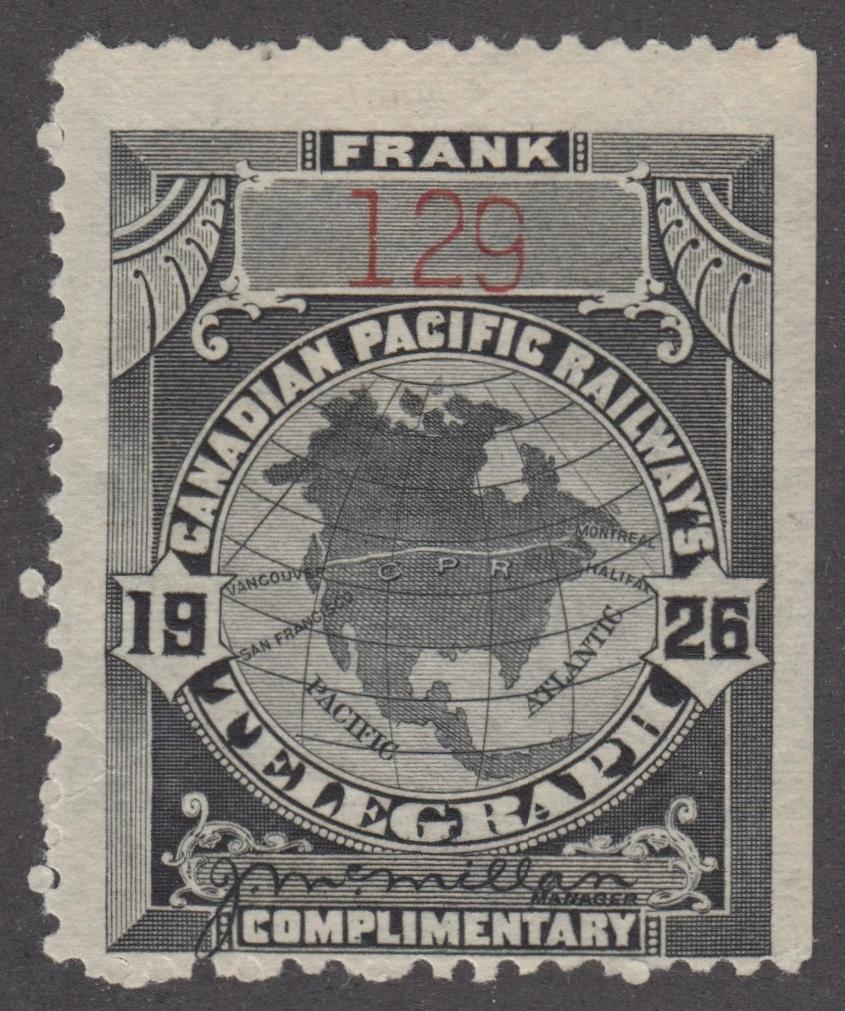 FRANK
129
CANADIAN PACIFIC RAILWAY'S
MONTREAL
VANCOUVER
C P R
HALIFAX
19
26
SAN FRANCISCO
ATLANTIC
PACIFIC
TELEGRAPH
J. McMillan
MANAGER
COMPLIMENTARY